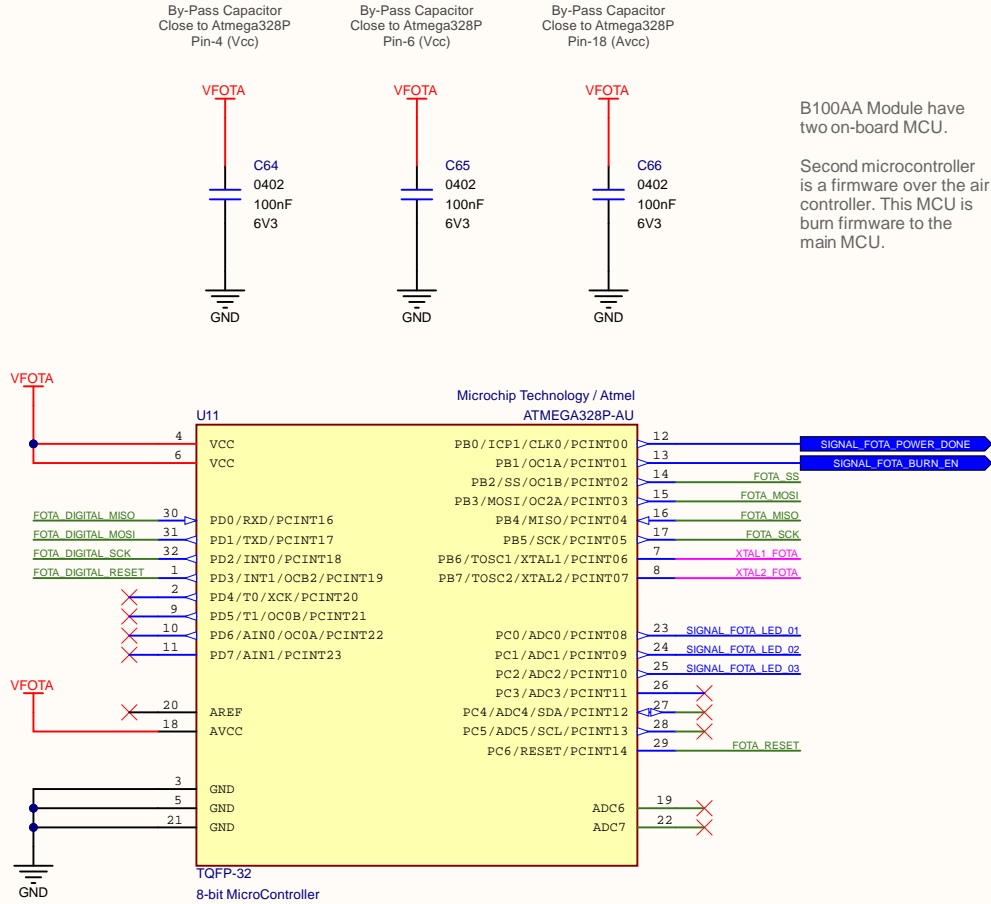 By-Pass Capacitor
Close to Atmega328P
Pin-4 (Vcc)
By-Pass Capacitor
Close to Atmega328P
Pin-6 (Vcc)
By-Pass Capacitor
Close to Atmega328P
Pin-18 (Avcc)
VFOTA
C64
0402
100nF
6V3
GND
VFOTA
C65
0402
100nF
6V3
GND
VFOTA
C66
0402
100nF
6V3
GND
B100AA Module have
two on-board MCU.
Second microcontroller
is a firmware over the air
controller. This MCU is
burn firmware to the
main MCU.
Microchip Technology / Atmel
U11
ATMEGA328P-AU
VFOTA
4 VCC
6 VCC
FOTA_DIGITAL_MISO 30 PD0/RXD/PCINT16
FOTA_DIGITAL_MOSI 31 PD1/TXD/PCINT17
FOTA_DIGITAL_SCK 32 PD2/INT0/PCINT18
FOTA_DIGITAL_RESET 1 PD3/INT1/OCB2/PCINT19
2 PD4/T0/XCK/PCINT20
9 PD5/T1/OC0B/PCINT21
10 PD6/AIN0/OC0A/PCINT22
11 PD7/AIN1/PCINT23
VFOTA
20 AREF
18 AVCC
3 GND
5 GND
21 GND
GND
PB0/ICP1/CLK0/PCINT00 12 SIGNAL_FOTA_POWER_DONE
PB1/OC1A/PCINT01 13 SIGNAL_FOTA_BURN_EN
PB2/SS/OC1B/PCINT02 14 FOTA_SS
PB3/MOSI/OC2A/PCINT03 15 FOTA_MOSI
PB4/MISO/PCINT04 16 FOTA_MISO
PB5/SCK/PCINT05 17 FOTA_SCK
PB6/TOSC1/XTAL1/PCINT06 7 XTAL1_FOTA
PB7/TOSC2/XTAL2/PCINT07 8 XTAL2_FOTA
PC0/ADC0/PCINT08 23 SIGNAL_FOTA_LED_01
PC1/ADC1/PCINT09 24 SIGNAL_FOTA_LED_02
PC2/ADC2/PCINT10 25 SIGNAL_FOTA_LED_03
PC3/ADC3/PCINT11 26
PC4/ADC4/SDA/PCINT12 27
PC5/ADC5/SCL/PCINT13 28
PC6/RESET/PCINT14 29 FOTA_RESET
ADC6 19
ADC7 22
TQFP-32
8-bit MicroController